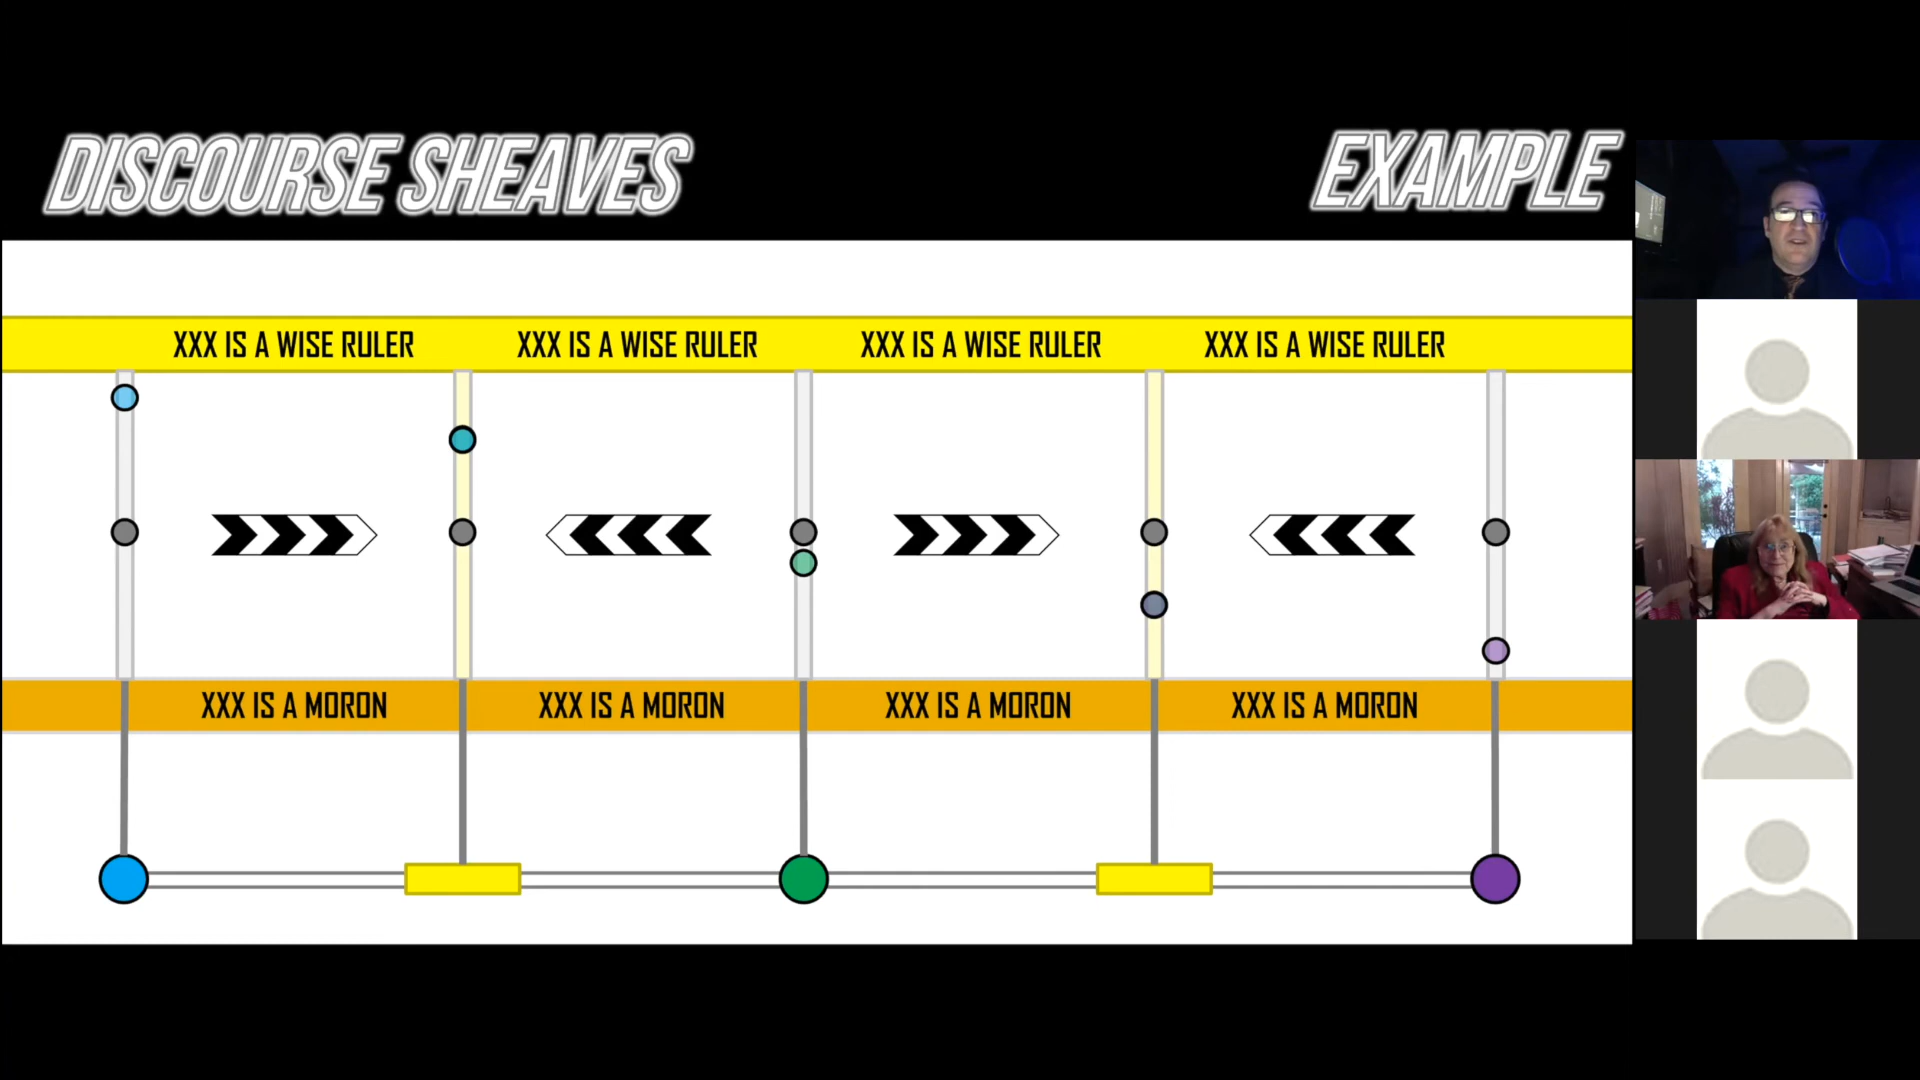 DISCOURSE SHEAVES
EXAMPLE
XXX IS A WISE RULER XXX IS A WISE RULER XXX IS A WISE RULER XXX IS A WISE RULER
XXX IS A MORON XXX IS A MORON XXX IS A MORON XXX IS A MORON